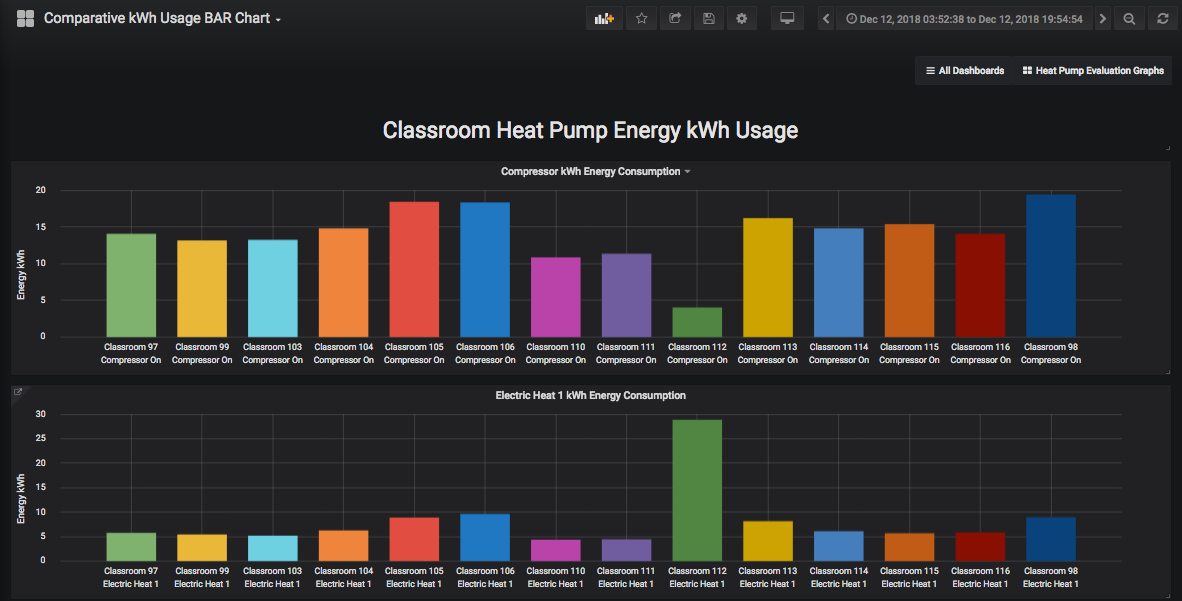 Comparative kWh Usage BAR Chart
Dec 12, 2018 03:52:38 to Dec 12, 2018 19:54:54
All Dashboards
Heat Pump Evaluation Graphs
Classroom Heat Pump Energy kWh Usage
Compressor kWh Energy Consumption
Energy kWh
20
15
10
5
0
Classroom 97 Classroom 99 Classroom 103 Classroom 104 Classroom 105 Classroom 106 Classroom 110 Classroom 111 Classroom 112 Classroom 113 Classroom 114 Classroom 115 Classroom 116 Classroom 98
Compressor On Compressor On Compressor On Compressor On Compressor On Compressor On Compressor On Compressor On Compressor On Compressor On Compressor On Compressor On Compressor On Compressor On
Electric Heat 1 kWh Energy Consumption
Energy kWh
30
25
20
15
10
5
0
Classroom 97 Classroom 99 Classroom 103 Classroom 104 Classroom 105 Classroom 106 Classroom 110 Classroom 111 Classroom 112 Classroom 113 Classroom 114 Classroom 115 Classroom 116 Classroom 98
Electric Heat 1 Electric Heat 1 Electric Heat 1 Electric Heat 1 Electric Heat 1 Electric Heat 1 Electric Heat 1 Electric Heat 1 Electric Heat 1 Electric Heat 1 Electric Heat 1 Electric Heat 1 Electric Heat 1 Electric Heat 1